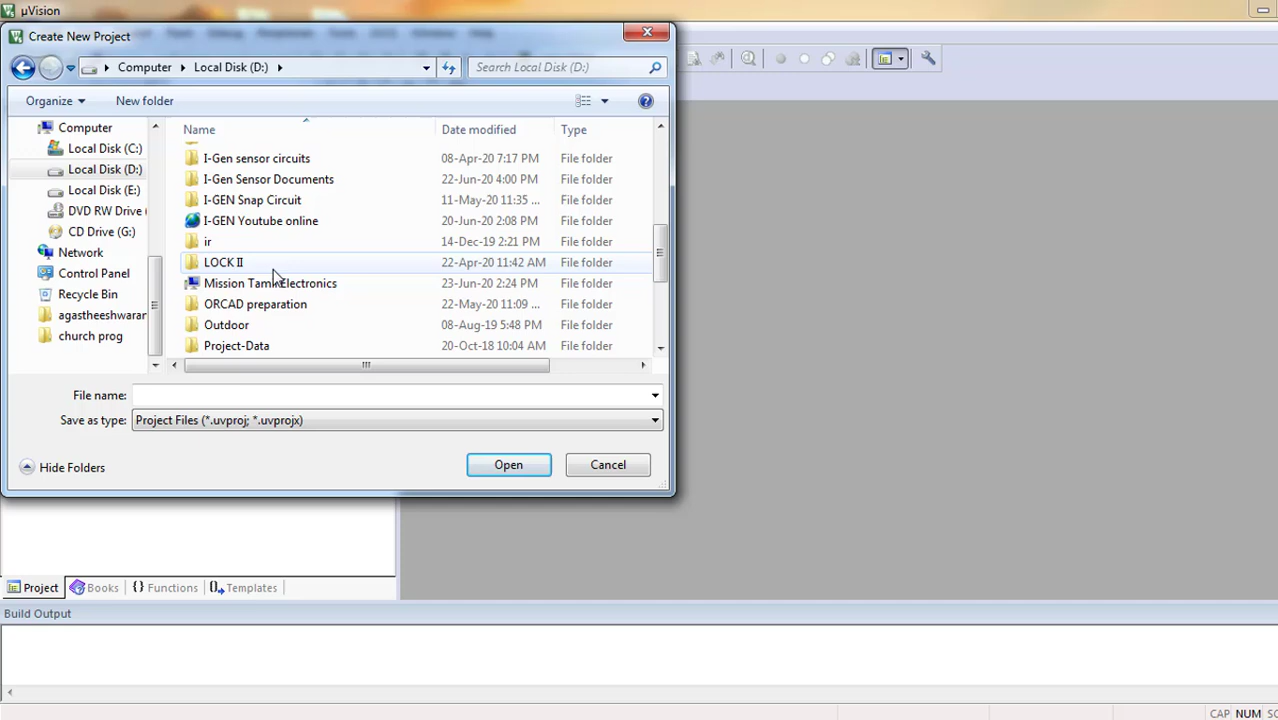 µVision
Create New Project
Computer
Local Disk (D:)
Search Local Disk (D:)
Organize
New folder
Name
Date modified
Type
Computer
Local Disk (C:)
Local Disk (D:)
Local Disk (E:)
DVD RW Drive (
CD Drive (G:)
Network
Control Panel
Recycle Bin
agastheeshwarar
church prog
I-Gen sensor circuits 08-Apr-20 7:17 PM File folder
I-Gen Sensor Documents 22-Jun-20 4:00 PM File folder
I-GEN Snap Circuit 11-May-20 11:35 ... File folder
I-GEN Youtube online 20-Jun-20 2:08 PM File folder
ir 14-Dec-19 2:21 PM File folder
LOCK II 22-Apr-20 11:42 AM File folder
Mission Tamil Electronics 23-Jun-20 2:24 PM File folder
ORCAD preparation 22-May-20 11:09 ... File folder
Outdoor 08-Aug-19 5:48 PM File folder
Project-Data 20-Oct-18 10:04 AM File folder
File name:
Save as type: Project Files (*.uvproj; *.uvprojx)
Hide Folders
Open
Cancel
Project
Books
{} Functions
Templates
Build Output
CAP NUM SC